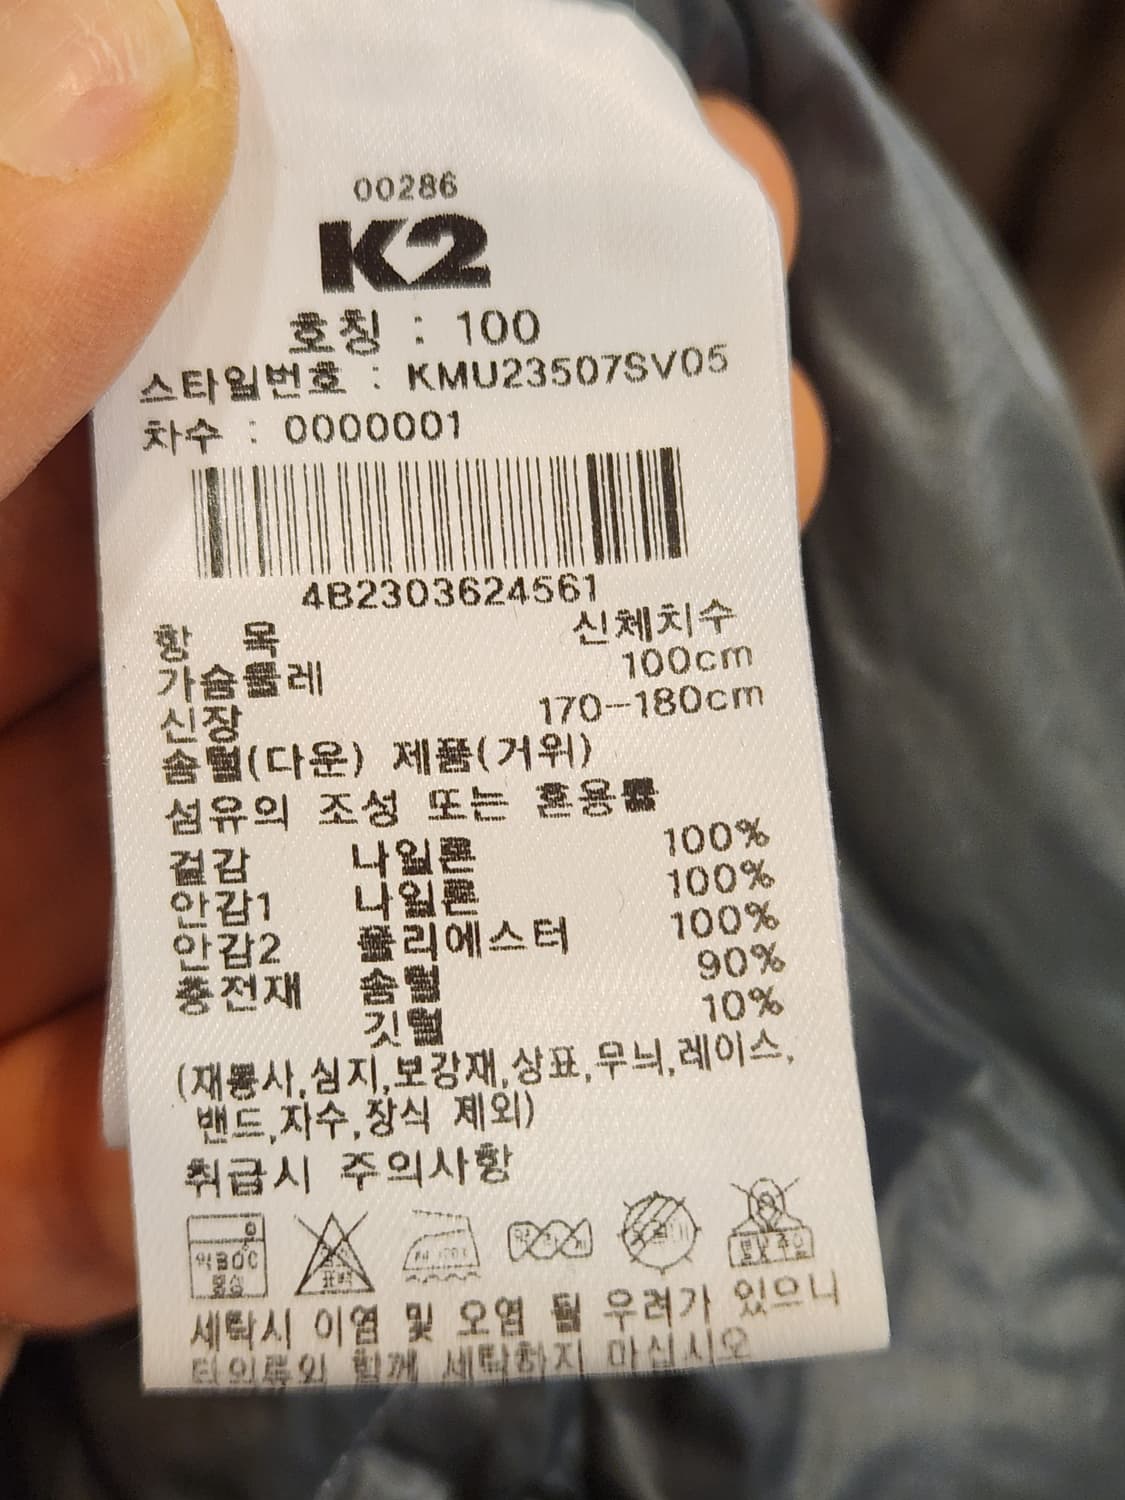 00286
K2
호칭 : 100
스타일번호 : KMU23507SV05
차수 : 0000001
4B2303624561
항 목 신체치수
가슴둘레 100cm
신장 170-180cm
솜털(다운) 제품(거위)
섬유의 조성 또는 혼용률
겉감 나일론 100%
안감1 나일론 100%
안감2 폴리에스터 100%
충전재 솜털 90%
깃털 10%
(재봉사,심지,보강재,상표,무늬,레이스,
밴드,자수,장식 제외)
취급시 주의사항
약30℃
중성
표백
세탁시 이염 및 오염 될 우려가 있으니
타의류와 함께 세탁하지 마십시오